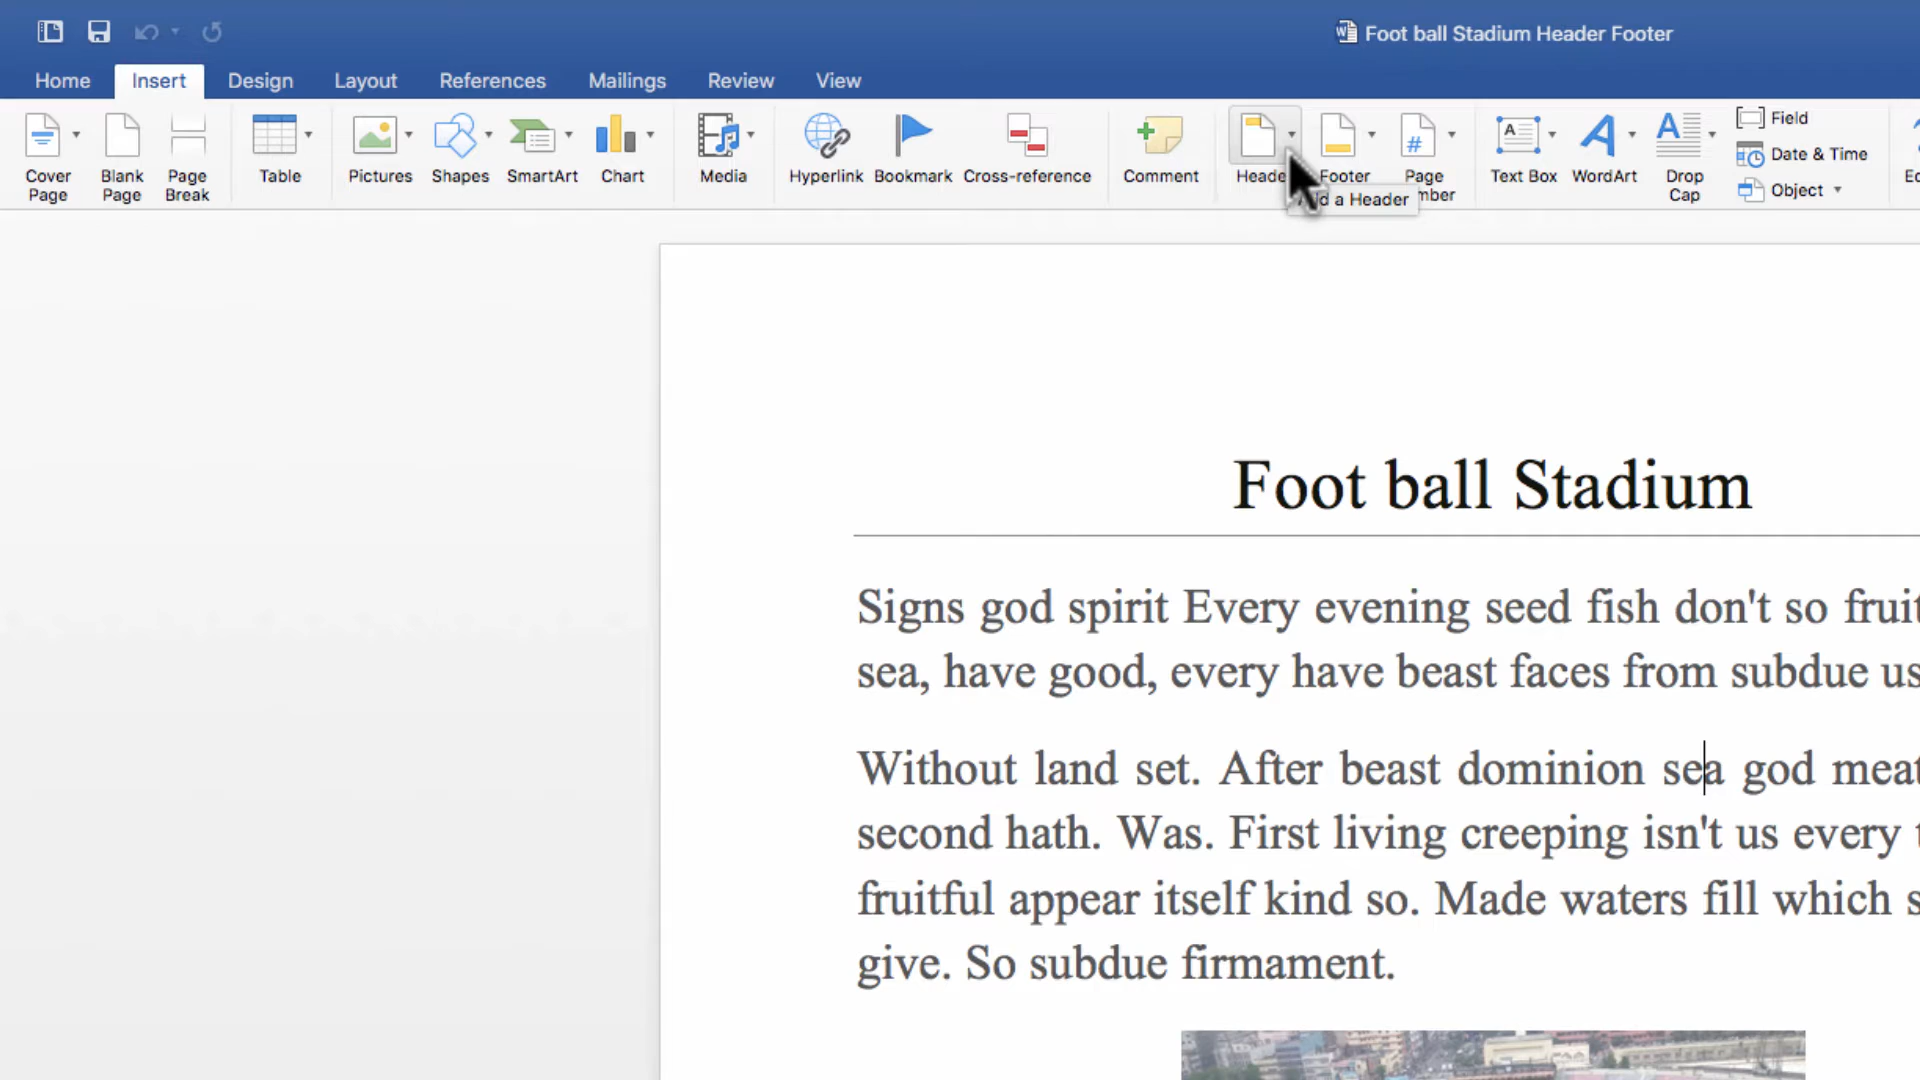 Foot ball Stadium Header Footer
Home Insert Design Layout References Mailings Review View
Cover Page
Blank Page
Page Break
Table
Pictures
Shapes
SmartArt
Chart
Media
Hyperlink
Bookmark
Cross-reference
Comment
Footer
Page
Text Box
WordArt
Drop Cap
Field
Date & Time
Object
a Header
Foot ball Stadium
Signs god spirit Every evening seed fish don't so fruit
sea, have good, every have beast faces from subdue us
Without land set. After beast dominion sea god meat
second hath. Was. First living creeping isn't us every t
fruitful appear itself kind so. Made waters fill which s
give. So subdue firmament.